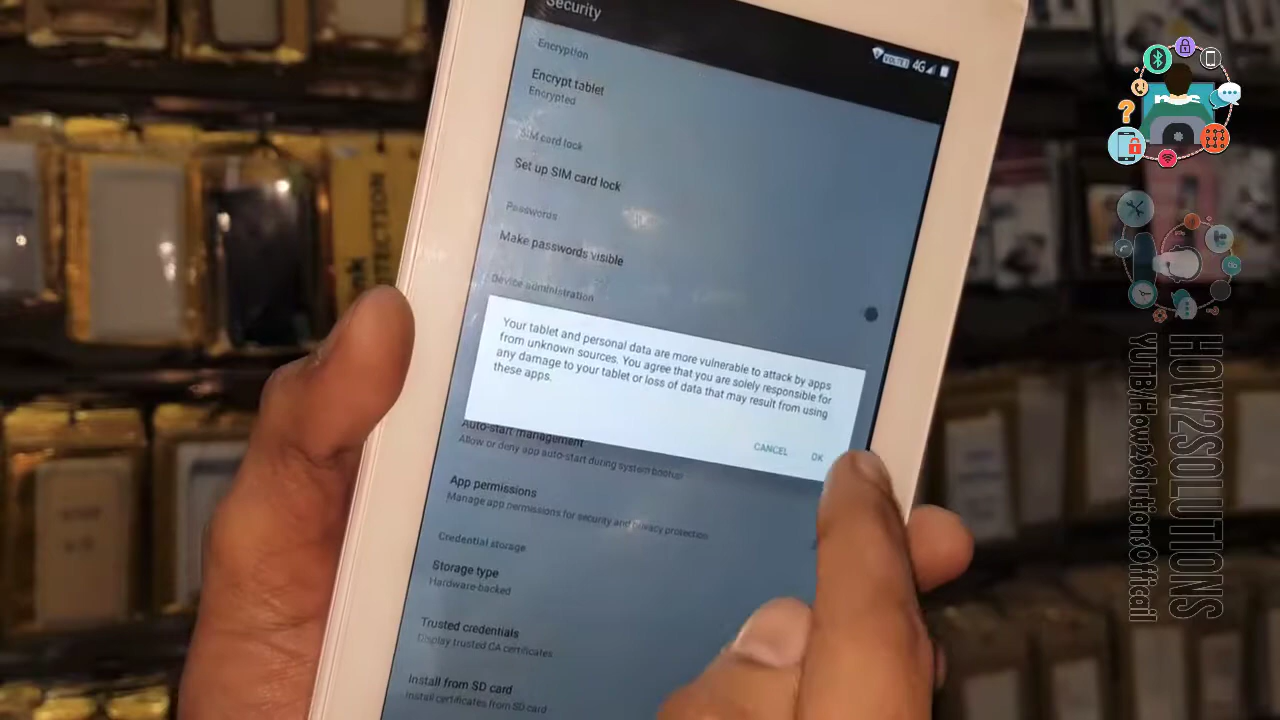 Security
VOLTE1 4G
Encryption
Encrypt tablet
Encrypted
SIM card lock
Set up SIM card lock
Passwords
Make passwords visible
Device administration
Your tablet and personal data are more vulnerable to attack by apps
from unknown sources. You agree that you are solely responsible for
any damage to your tablet or loss of data that may result from using
these apps.
CANCEL OK
Auto-start management
Allow or deny app auto-start during system bootup
App permissions
Manage app permissions for security and privacy protection
Credential storage
Storage type
Hardware-backed
Trusted credentials
Display trusted CA certificates
Install from SD card
Install certificates from SD card
HOW2SOLUTIONS
YUTB/How2SolutionsOfficail